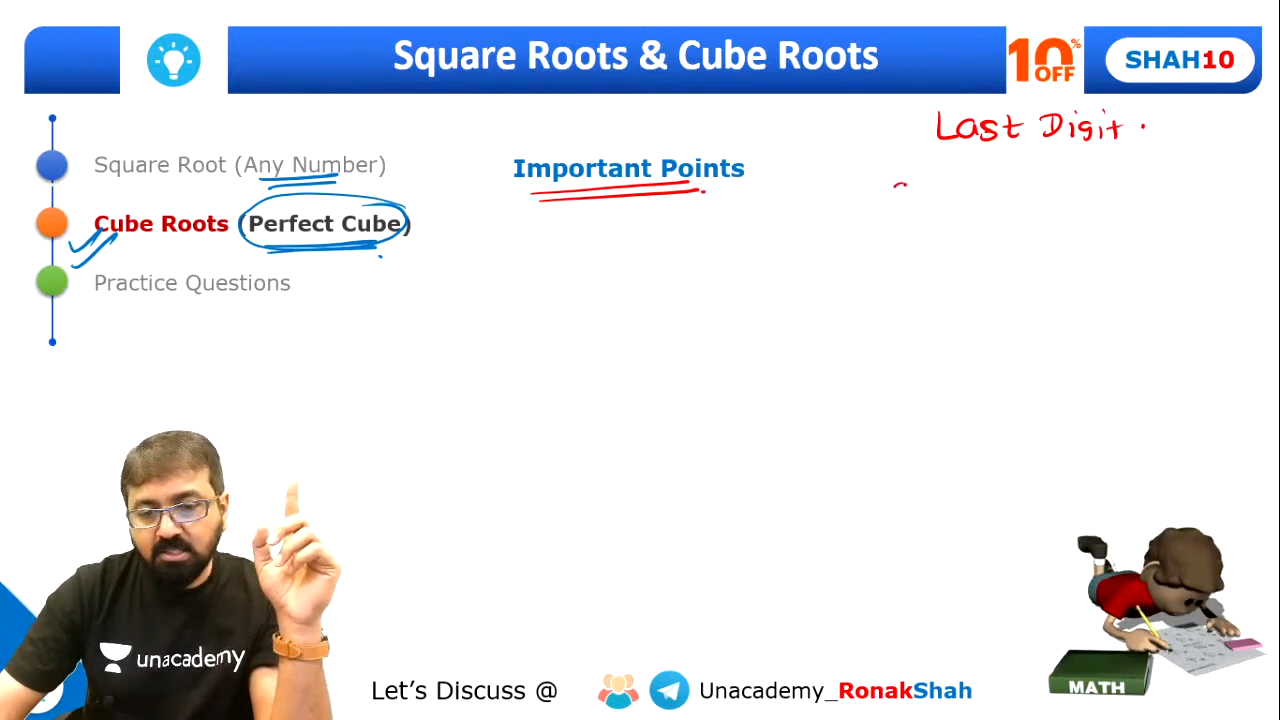 Square Roots & Cube Roots
10% OFF
SHAH10
Last Digit .
Square Root (Any Number)
Important Points
Cube Roots (Perfect Cube)
Practice Questions
unacademy
MATH
Let's Discuss @
Unacademy_RonakShah